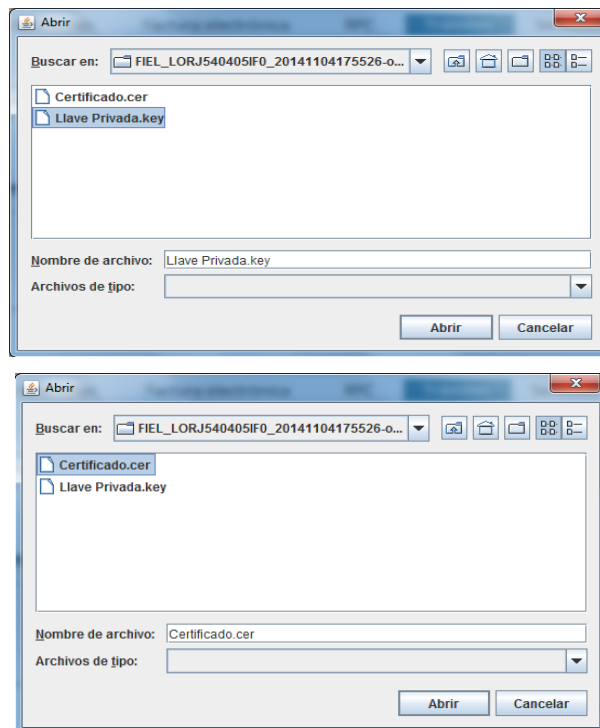 Abrir
Buscar en: FIEL_LORJ540405IF0_20141104175526-o...
Certificado.cer
Llave Privada.key
Nombre de archivo: Llave Privada.key
Archivos de tipo:
Abrir Cancelar
Abrir
Buscar en: FIEL_LORJ540405IF0_20141104175526-o...
Certificado.cer
Llave Privada.key
Nombre de archivo: Certificado.cer
Archivos de tipo:
Abrir Cancelar